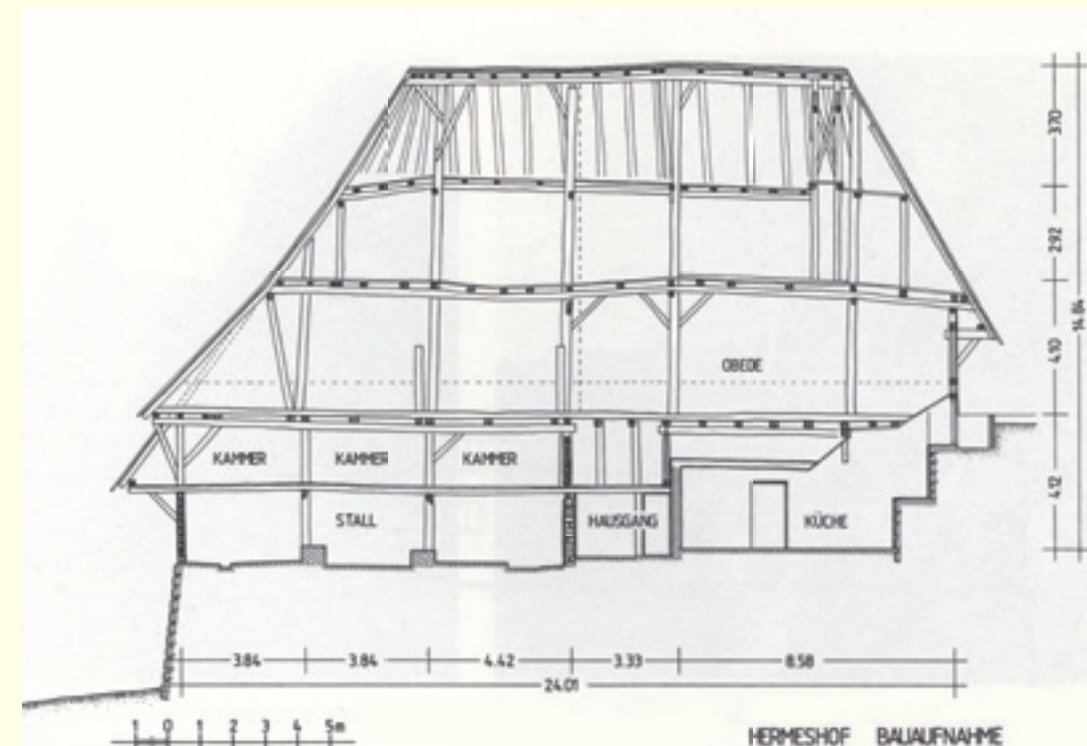 3.70
2.92
14.84
4.10
OBEDE
KAMMER KAMMER KAMMER
4.12
STALL HAUSGANG KÜCHE
3.84 3.84 4.42 3.33 8.58
24.01
1 0 1 2 3 4 5m
HERMESHOF BAUAUFNAHME